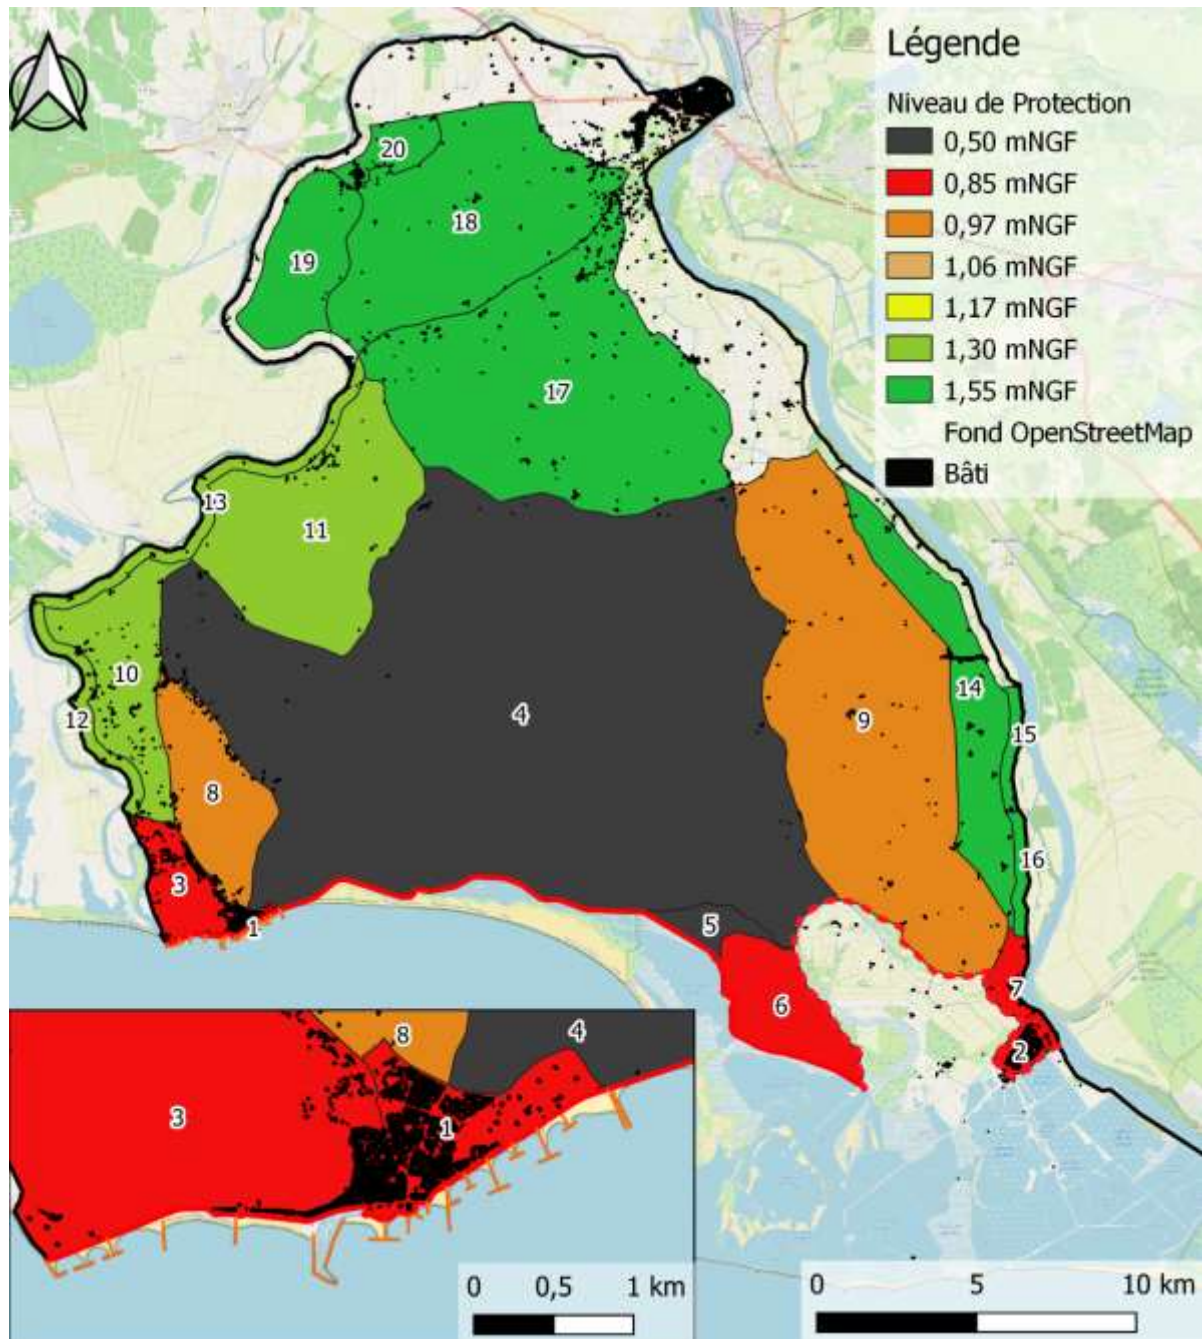 Légende
Niveau de Protection
0,50 mNGF
0,85 mNGF
0,97 mNGF
1,06 mNGF
1,17 mNGF
1,30 mNGF
1,55 mNGF
Fond OpenStreetMap
Bâti
20
18
19
17
13
11
10
14
12
4
9
15
8
16
3
1
5
6
7
2
8
4
3
1
0 0,5 1 km
0 5 10 km